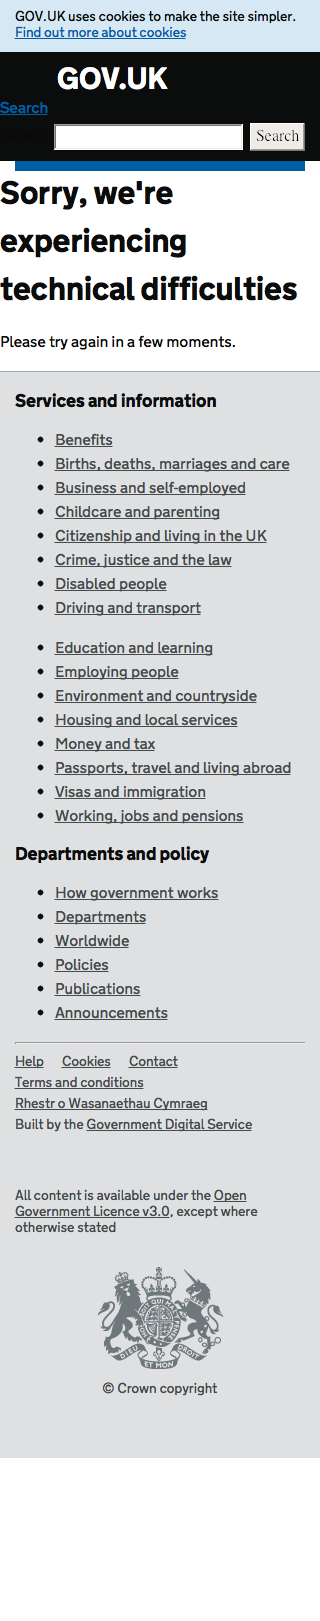 GOV.UK uses cookies to make the site simpler.
Find out more about cookies
GOV.UK
Search
Search
Sorry, we're
experiencing
technical difficulties
Please try again in a few moments.
Services and information
Benefits
Births, deaths, marriages and care
Business and self-employed
Childcare and parenting
Citizenship and living in the UK
Crime, justice and the law
Disabled people
Driving and transport
Education and learning
Employing people
Environment and countryside
Housing and local services
Money and tax
Passports, travel and living abroad
Visas and immigration
Working, jobs and pensions
Departments and policy
How government works
Departments
Worldwide
Policies
Publications
Announcements
Help Cookies Contact
Terms and conditions
Rhestr o Wasanaethau Cymraeg
Built by the Government Digital Service
All content is available under the Open
Government Licence v3.0, except where
otherwise stated
DIEU ET MON DROIT
© Crown copyright